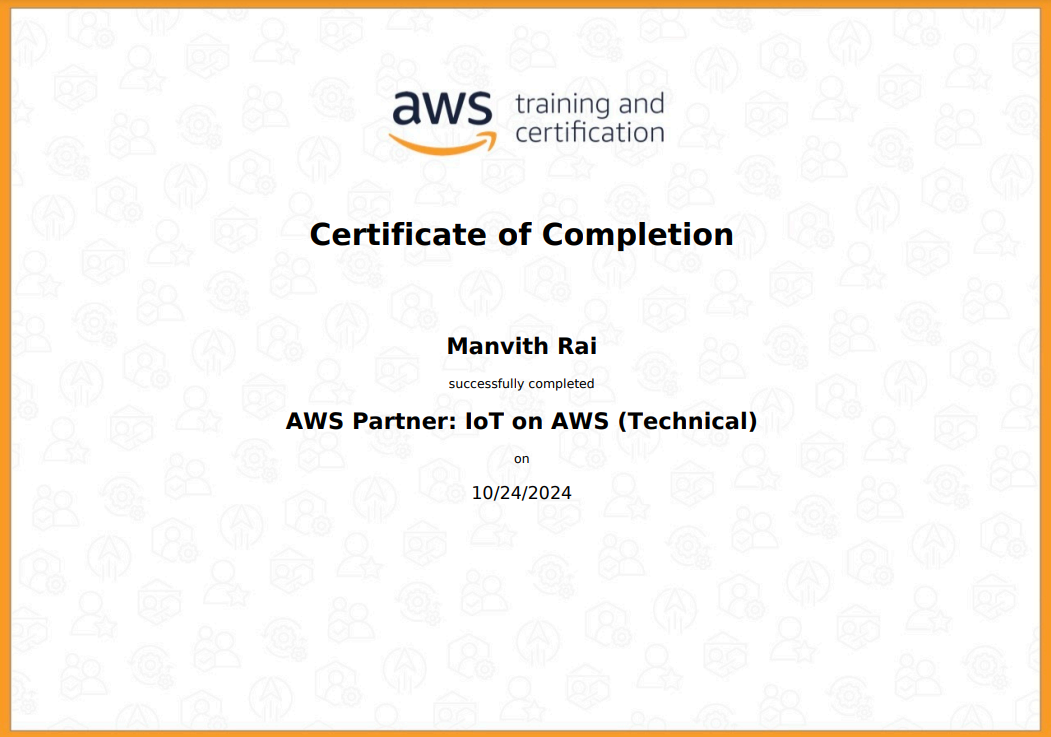 aws training and
certification
Certificate of Completion
Manvith Rai
successfully completed
AWS Partner: IoT on AWS (Technical)
on
10/24/2024